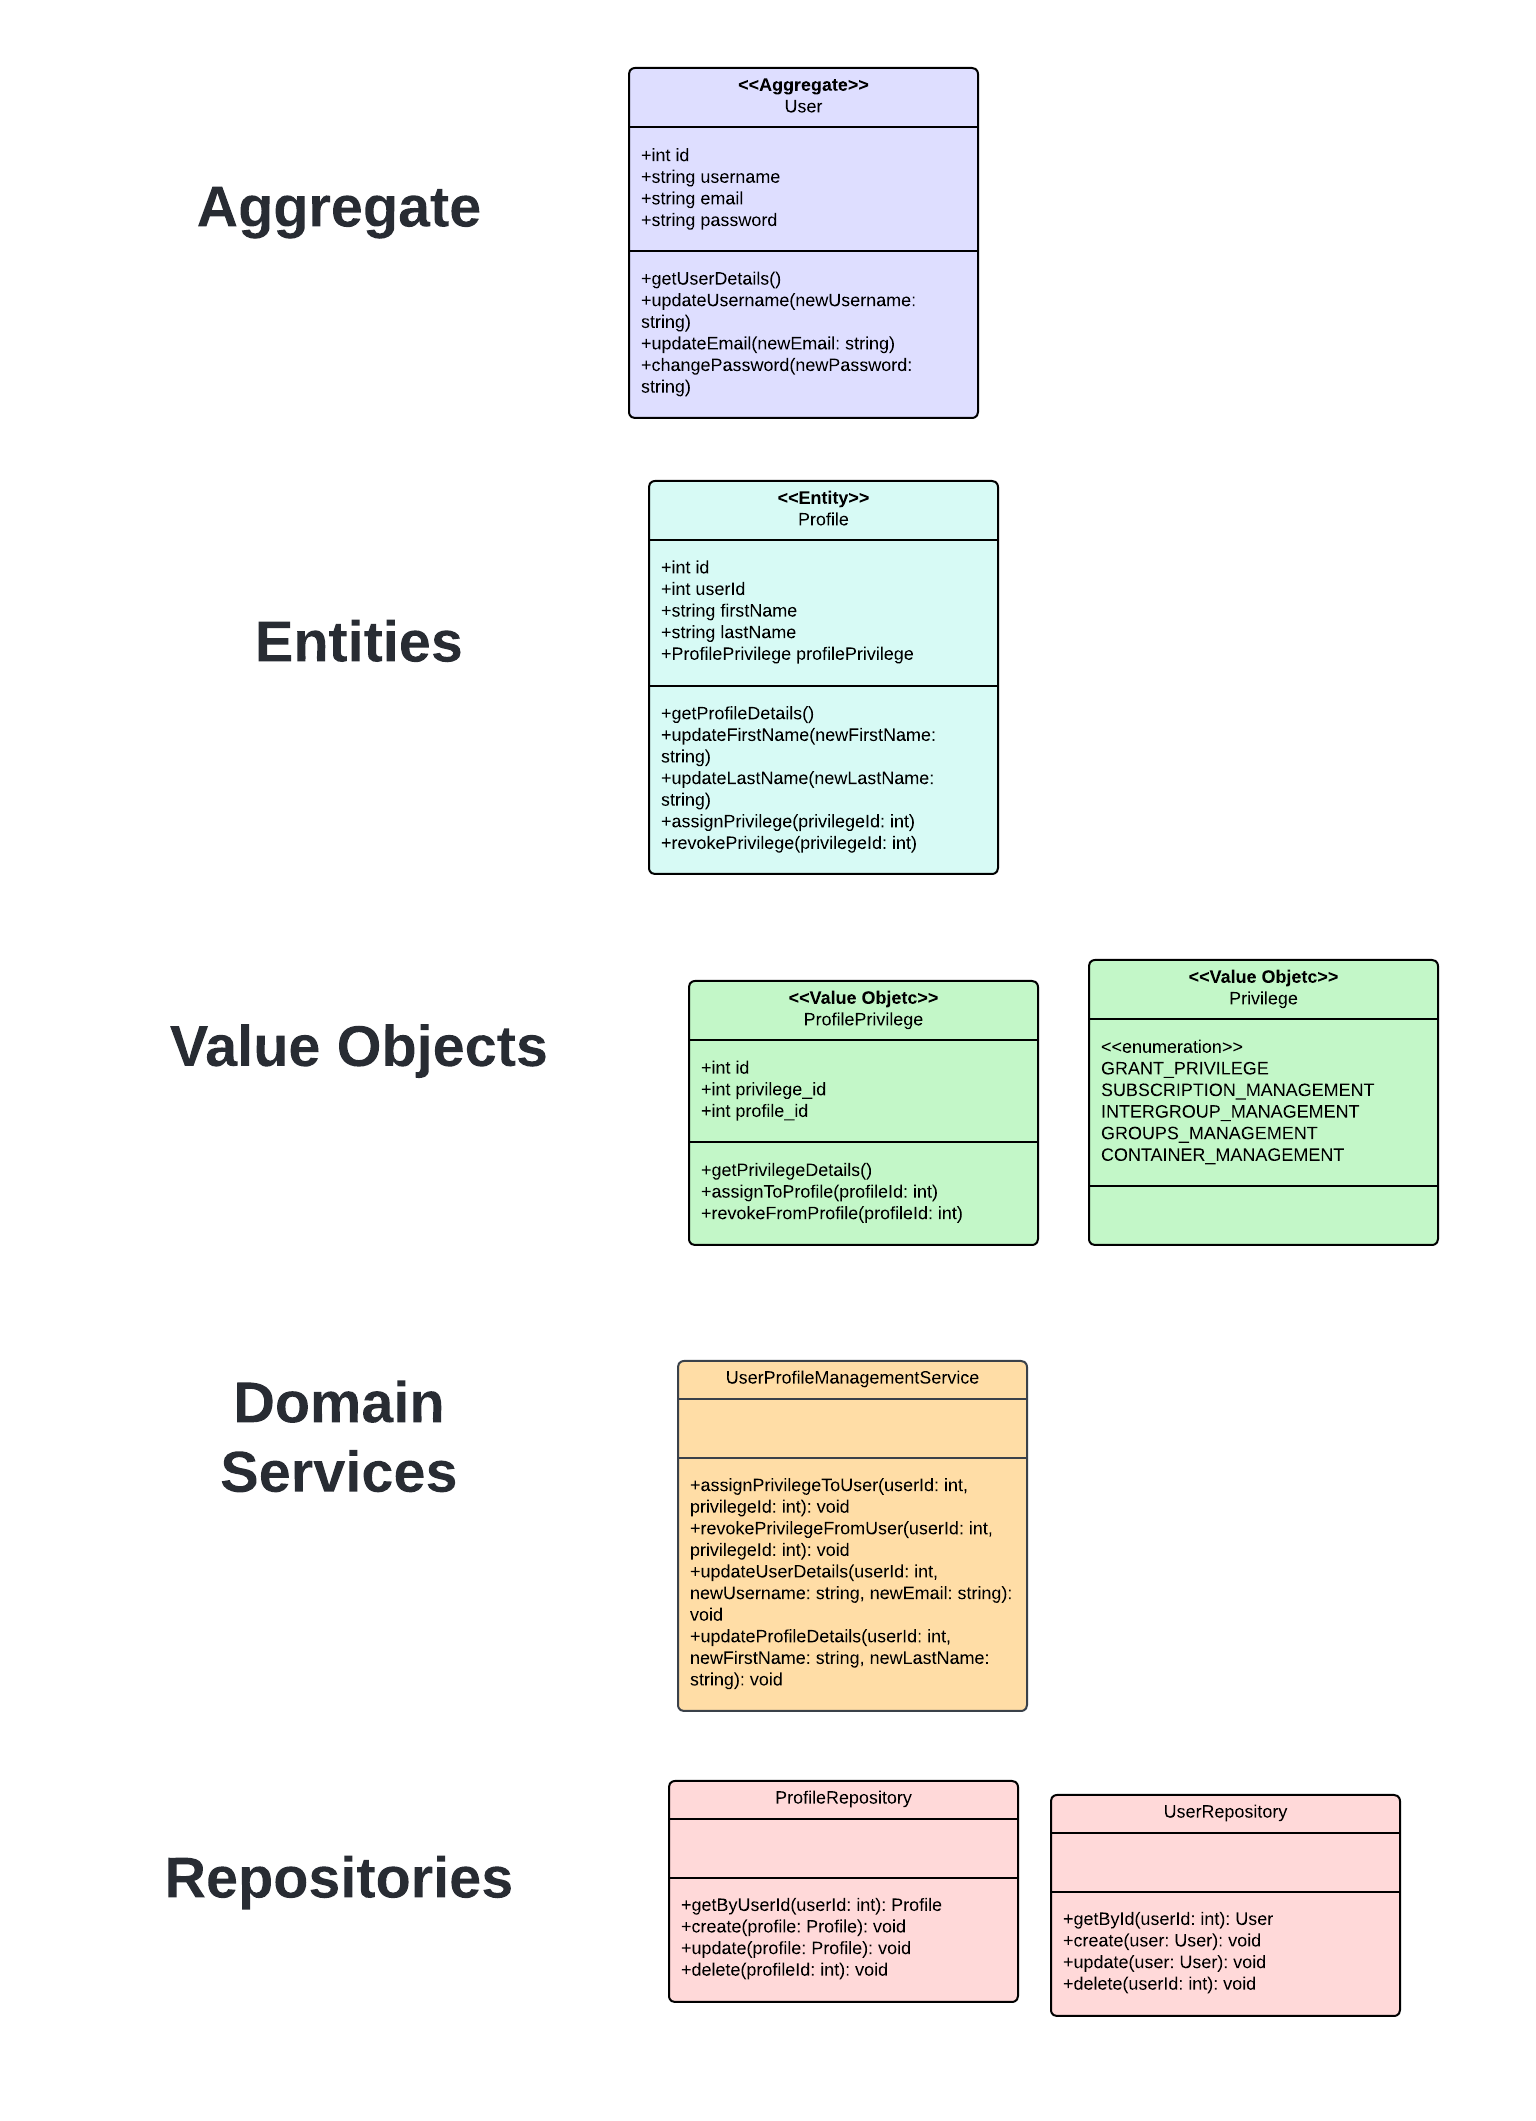 Aggregate
<<Aggregate>>
User
+int id
+string username
+string email
+string password
+getUserDetails()
+updateUsername(newUsername:
string)
+updateEmail(newEmail: string)
+changePassword(newPassword:
string)
Entities
<<Entity>>
Profile
+int id
+int userId
+string firstName
+string lastName
+ProfilePrivilege profilePrivilege
+getProfileDetails()
+updateFirstName(newFirstName:
string)
+updateLastName(newLastName:
string)
+assignPrivilege(privilegeId: int)
+revokePrivilege(privilegeId: int)
Value Objects
<<Value Objetc>>
ProfilePrivilege
+int id
+int privilege_id
+int profile_id
+getPrivilegeDetails()
+assignToProfile(profileId: int)
+revokeFromProfile(profileId: int)
<<Value Objetc>>
Privilege
<<enumeration>>
GRANT_PRIVILEGE
SUBSCRIPTION_MANAGEMENT
INTERGROUP_MANAGEMENT
GROUPS_MANAGEMENT
CONTAINER_MANAGEMENT
Domain
Services
UserProfileManagementService
+assignPrivilegeToUser(userId: int,
privilegeId: int): void
+revokePrivilegeFromUser(userId: int,
privilegeId: int): void
+updateUserDetails(userId: int,
newUsername: string, newEmail: string):
void
+updateProfileDetails(userId: int,
newFirstName: string, newLastName:
string): void
Repositories
ProfileRepository
+getByUserId(userId: int): Profile
+create(profile: Profile): void
+update(profile: Profile): void
+delete(profileId: int): void
UserRepository
+getById(userId: int): User
+create(user: User): void
+update(user: User): void
+delete(userId: int): void